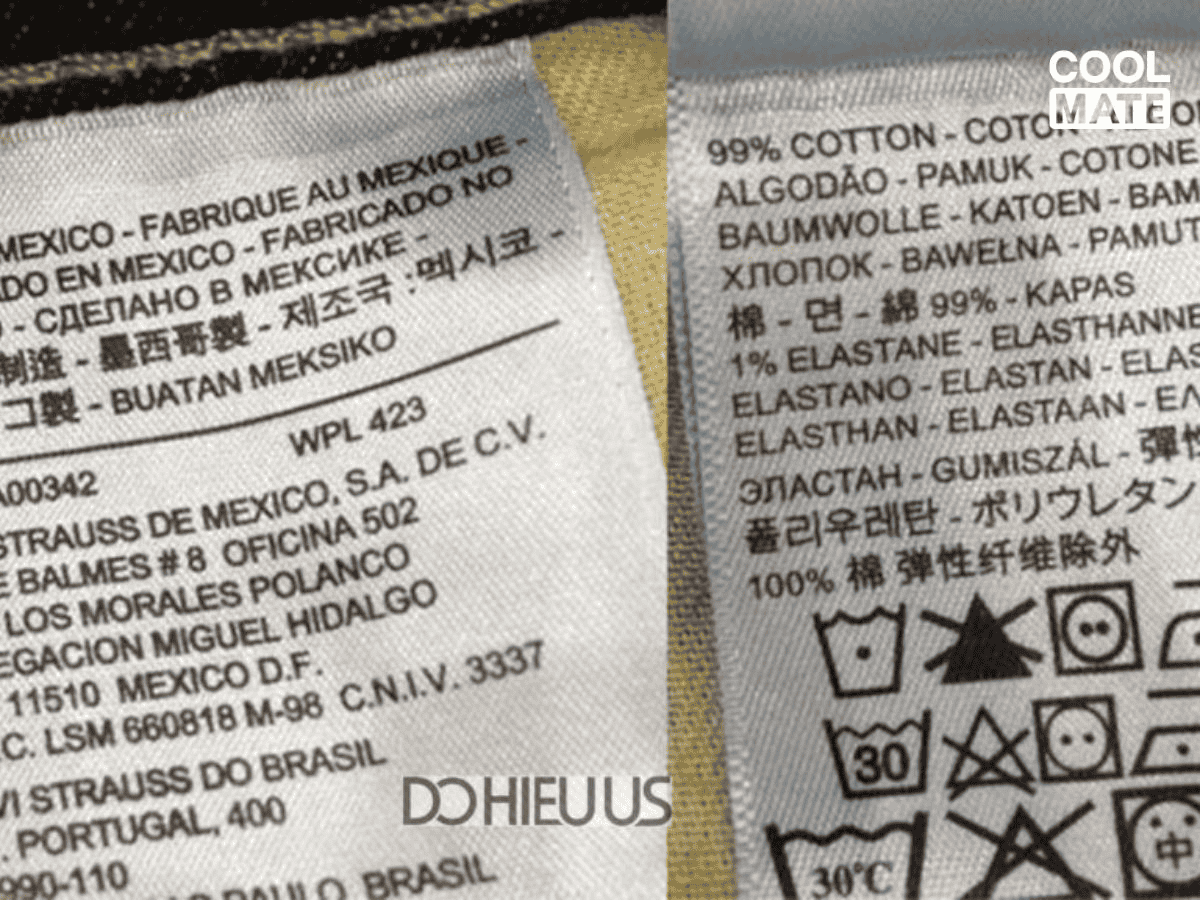 MEXICO - FABRIQUE AU MEXIQUE -
ADO EN MEXICO - FABRICADO NO
- СДЕЛАНО В МЕКСИКЕ -
制造 - 墨西哥製 - 제조국 : 멕시코 -
コ製 - BUATAN MEKSIKO
WPL 423
A00342
STRAUSS DE MEXICO, S.A. DE C.V.
E BALMES # 8 OFICINA 502
LOS MORALES POLANCO
EGACION MIGUEL HIDALGO
11510 MEXICO D.F.
.C. LSM 660818 M-98 C.N.I.V. 3337
VI STRAUSS DO BRASIL
. PORTUGAL, 400
990-110
PAULO BRASIL
DO HIEU US
COOL
MATE
99% COTTON - COTON
ALGODÃO - PAMUK - COTONE
BAUMWOLLE - KATOEN - BAM
ХЛОПОК - BAWEŁNA - PAMUT
棉 - 면 - 綿 99% - KAPAS
1% ELASTANE - ELASTHANNE
ELASTANO - ELASTAN - ELAS
ELASTHAN - ELASTAAN - ΕΛ
ЭЛАСТАН - GUMISZÁL - 彈性
폴리우레탄 - ポリウレタン
100% 棉 弹性纤维除外
30
30°C
中